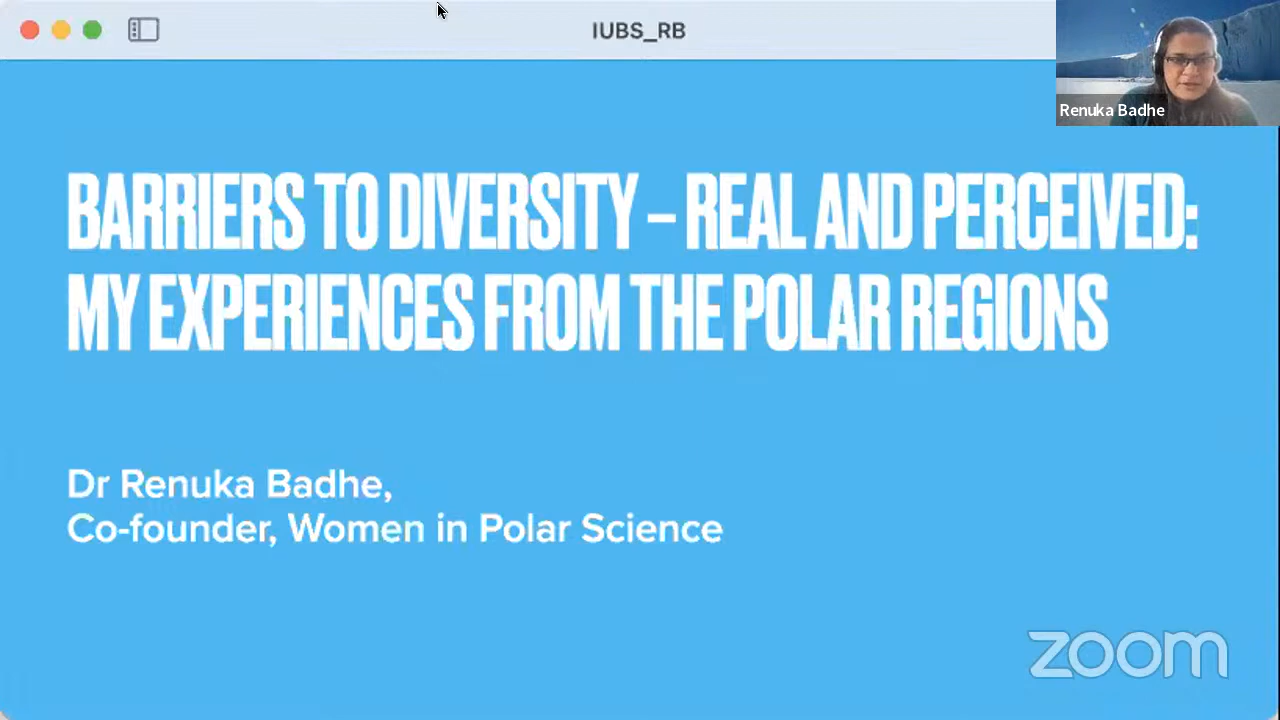 IUBS_RB
Renuka Badhe
BARRIERS TO DIVERSITY – REAL AND PERCEIVED:
MY EXPERIENCES FROM THE POLAR REGIONS
Dr Renuka Badhe,
Co-founder, Women in Polar Science
zoom